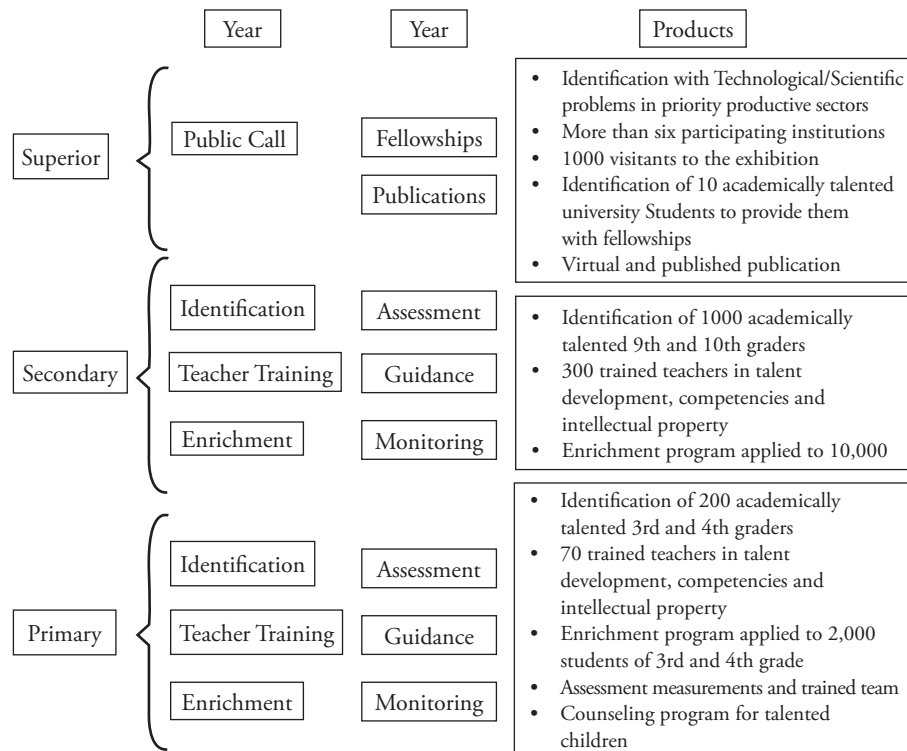 Year
Year
Products
Superior
Public Call
Fellowships
Publications
• Identification with Technological/Scientific
problems in priority productive sectors
• More than six participating institutions
• 1000 visitants to the exhibition
• Identification of 10 academically talented
university Students to provide them
with fellowships
• Virtual and published publication
Secondary
Identification
Assessment
Teacher Training
Guidance
Enrichment
Monitoring
• Identification of 1000 academically
talented 9th and 10th graders
• 300 trained teachers in talent
development, competencies and
intellectual property
• Enrichment program applied to 10,000
Primary
Identification
Assessment
Teacher Training
Guidance
Enrichment
Monitoring
• Identification of 200 academically
talented 3rd and 4th graders
• 70 trained teachers in talent
development, competencies and
intellectual property
• Enrichment program applied to 2,000
students of 3rd and 4th grade
• Assessment measurements and trained team
• Counseling program for talented
children